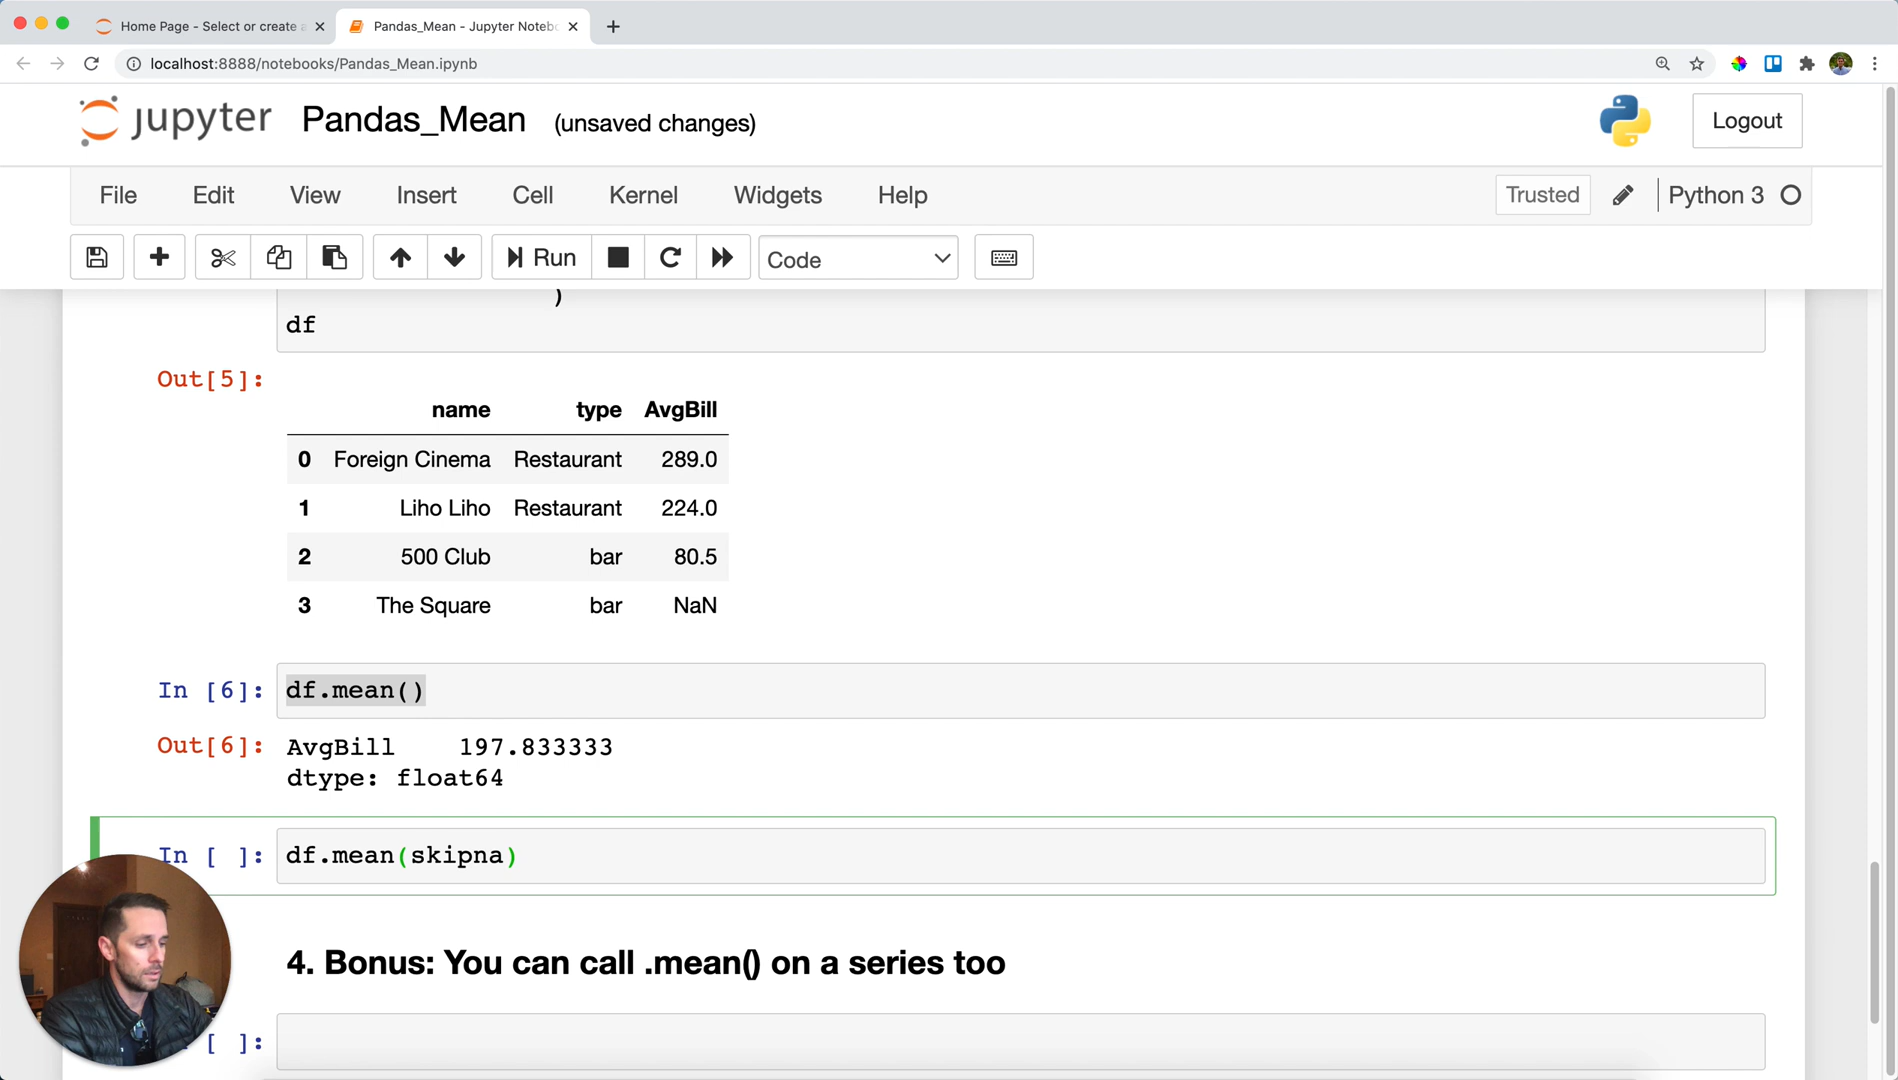 Home Page - Select or create a
Pandas_Mean - Jupyter Noteb
localhost:8888/notebooks/Pandas_Mean.ipynb
jupyter Pandas_Mean (unsaved changes)
Logout
File Edit View Insert Cell Kernel Widgets Help
Trusted Python 3
Run Code
)
df
Out[5]:
name type AvgBill
0 Foreign Cinema Restaurant 289.0
1 Liho Liho Restaurant 224.0
2 500 Club bar 80.5
3 The Square bar NaN
In [6]: df.mean()
Out[6]: AvgBill 197.833333
dtype: float64
In [ ]: df.mean(skipna)
4. Bonus: You can call .mean() on a series too
[ ]: